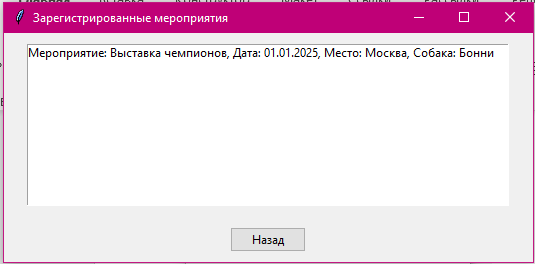 Зарегистрированные мероприятия
Мероприятие: Выставка чемпионов, Дата: 01.01.2025, Место: Москва, Собака: Бонни
Назад